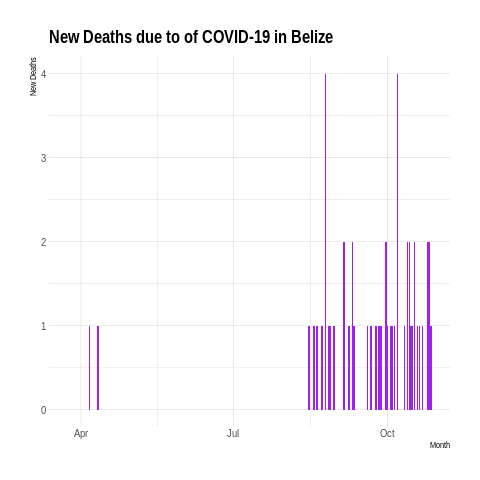 New Deaths due to of COVID-19 in Belize
New Deaths
4
3
2
1
0
Apr
Jul
Oct
Month